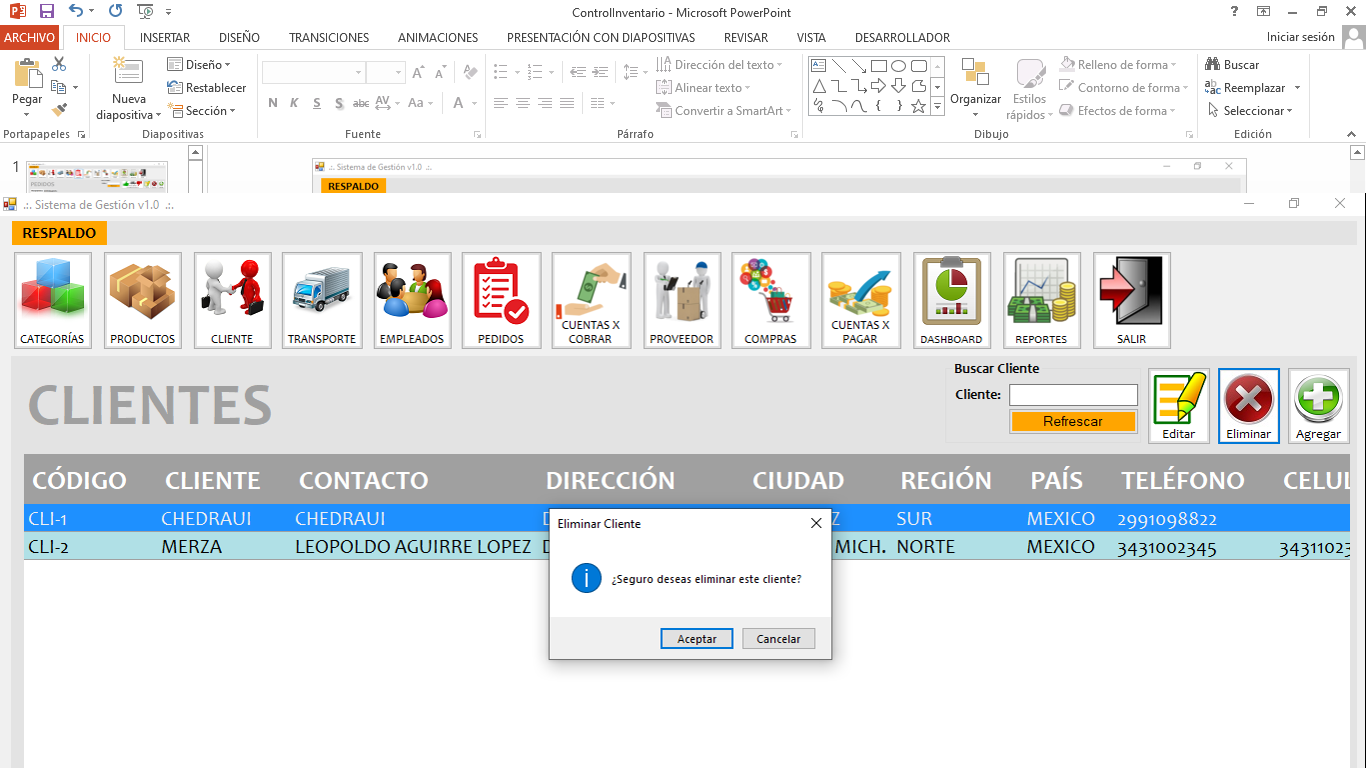 ControlInventario - Microsoft PowerPoint
ARCHIVO INICIO INSERTAR DISEÑO TRANSICIONES ANIMACIONES PRESENTACIÓN CON DIAPOSITIVAS REVISAR VISTA DESARROLLADOR Iniciar sesión
Pegar
Portapapeles
Nueva
diapositiva
Diseño
Restablecer
Sección
Diapositivas
N K S S abc AV Aa A
Fuente
Dirección del texto
Alinear texto
Convertir a SmartArt
Párrafo
Organizar
Estilos
rápidos
Relleno de forma
Contorno de forma
Efectos de forma
Dibujo
Buscar
Reemplazar
Seleccionar
Edición
1
.:. Sistema de Gestión v1.0 .:.
RESPALDO
.:. Sistema de Gestión v1.0 .:.
RESPALDO
CATEGORÍAS
PRODUCTOS
CLIENTE
TRANSPORTE
EMPLEADOS
PEDIDOS
CUENTAS X
COBRAR
PROVEEDOR
COMPRAS
CUENTAS X
PAGAR
DASHBOARD
REPORTES
SALIR
CLIENTES
Buscar Cliente
Cliente:
Refrescar
Editar
Eliminar
Agregar
CÓDIGO CLIENTE CONTACTO DIRECCIÓN CIUDAD REGIÓN PAÍS TELÉFONO CELUL
CLI-1 CHEDRAUI CHEDRAUI D Z SUR MEXICO 2991098822
CLI-2 MERZA LEOPOLDO AGUIRRE LOPEZ D MICH. NORTE MEXICO 3431002345 34311023
Eliminar Cliente
¿Seguro deseas eliminar este cliente?
Aceptar Cancelar